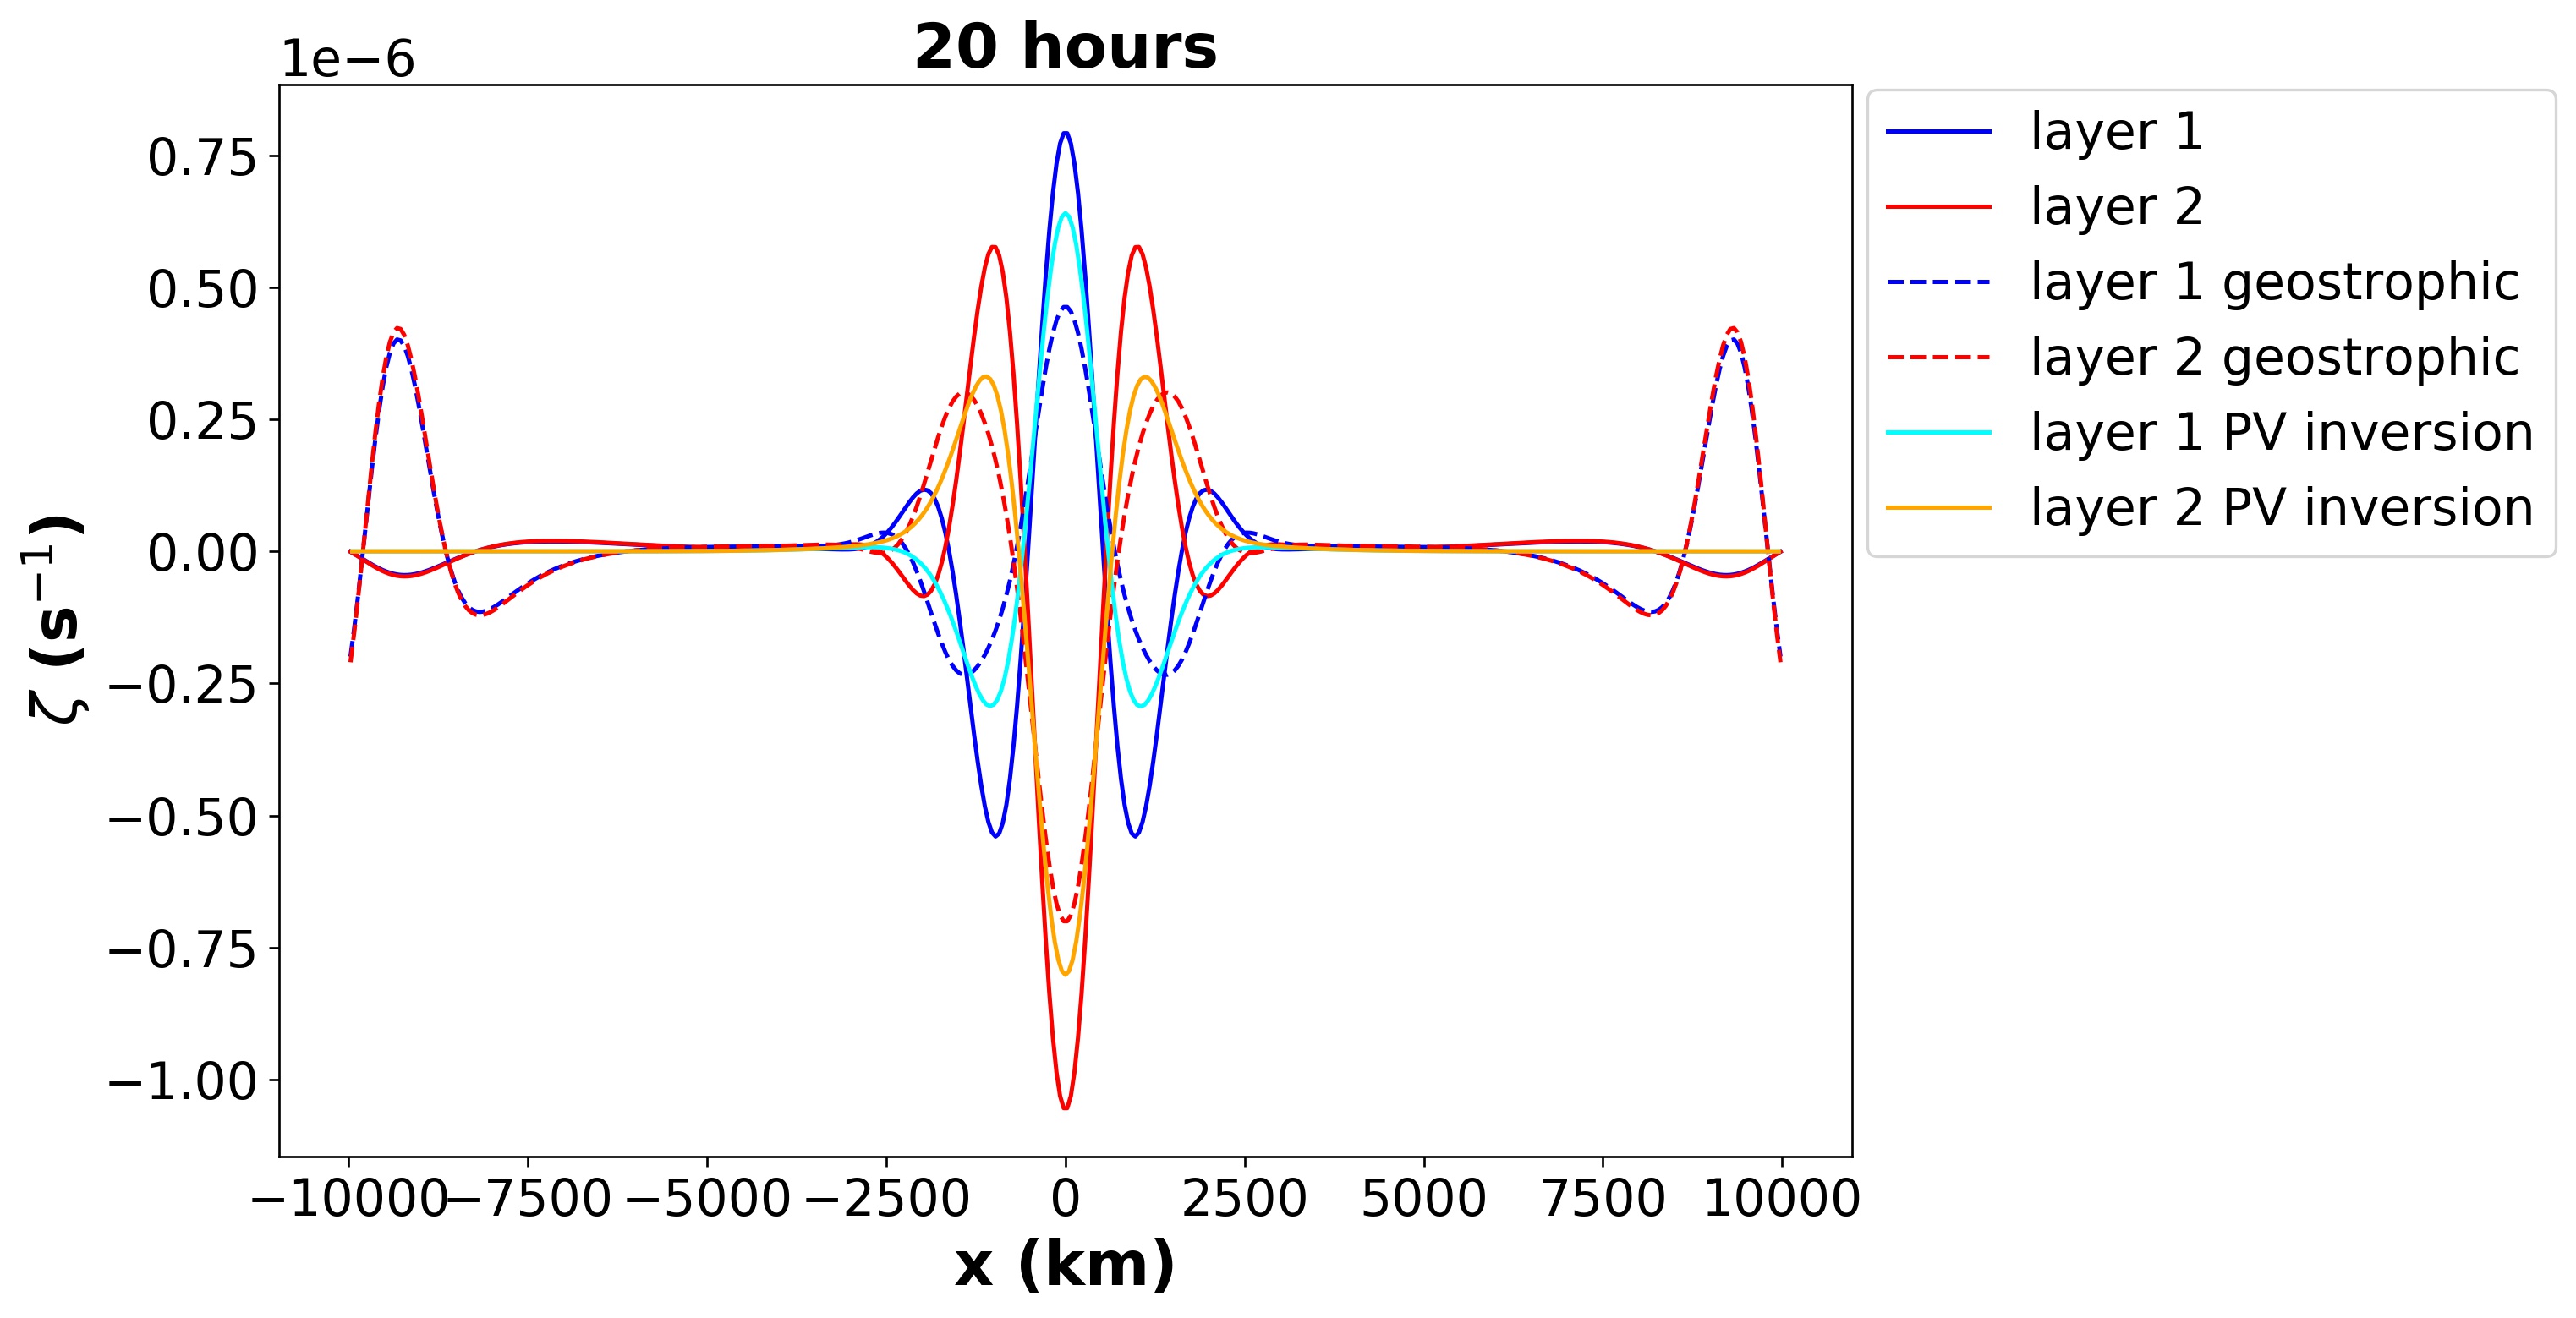 20 hours
1e−6
0.75
0.50
0.25
0.00
−0.25
−0.50
−0.75
−1.00
ζ (s⁻¹)
−10000 −7500 −5000 −2500 0 2500 5000 7500 10000
x (km)
layer 1
layer 2
layer 1 geostrophic
layer 2 geostrophic
layer 1 PV inversion
layer 2 PV inversion